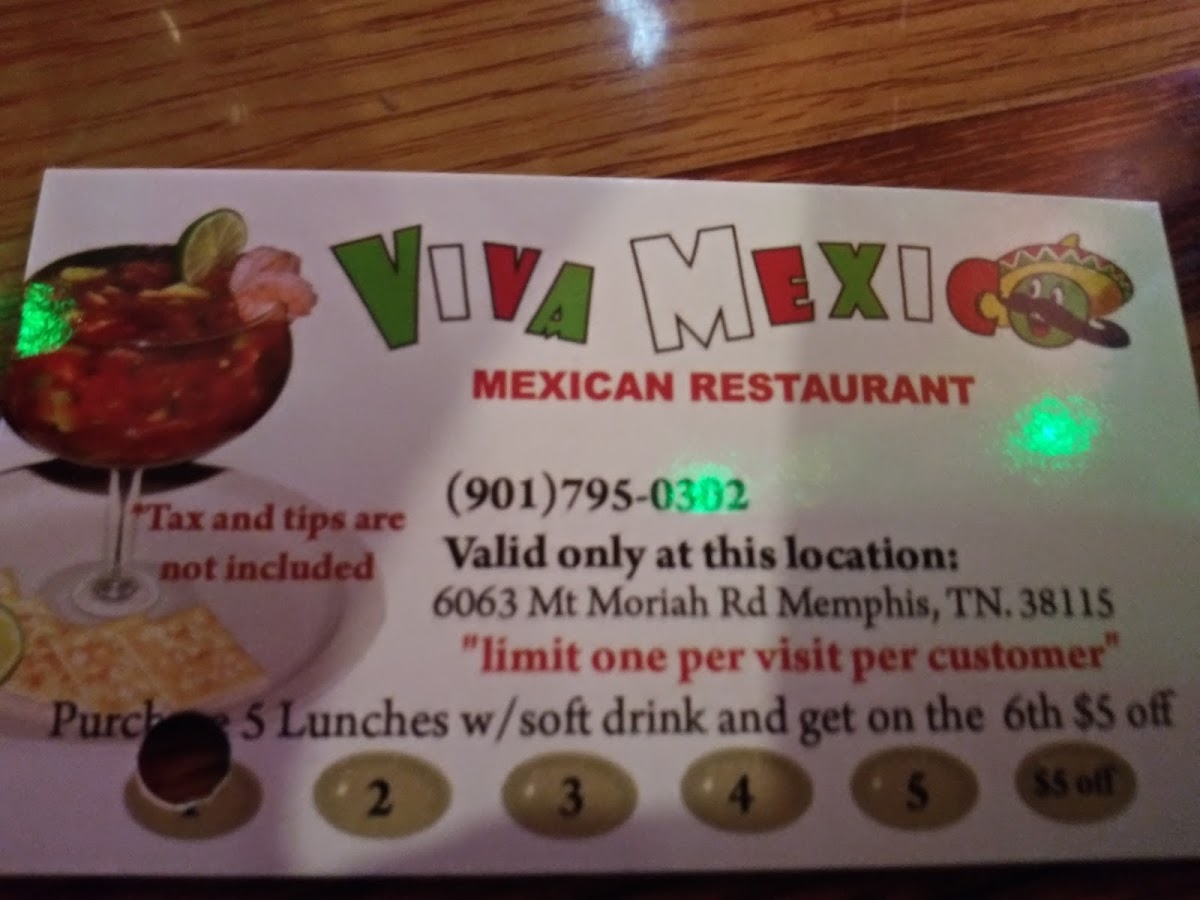 VIVA MEXICO
MEXICAN RESTAURANT
(901)795-0302
*Tax and tips are
not included
Valid only at this location:
6063 Mt Moriah Rd Memphis, TN. 38115
"limit one per visit per customer"
Purchase 5 Lunches w/soft drink and get on the 6th $5 off
2 3 4 5 $5 off